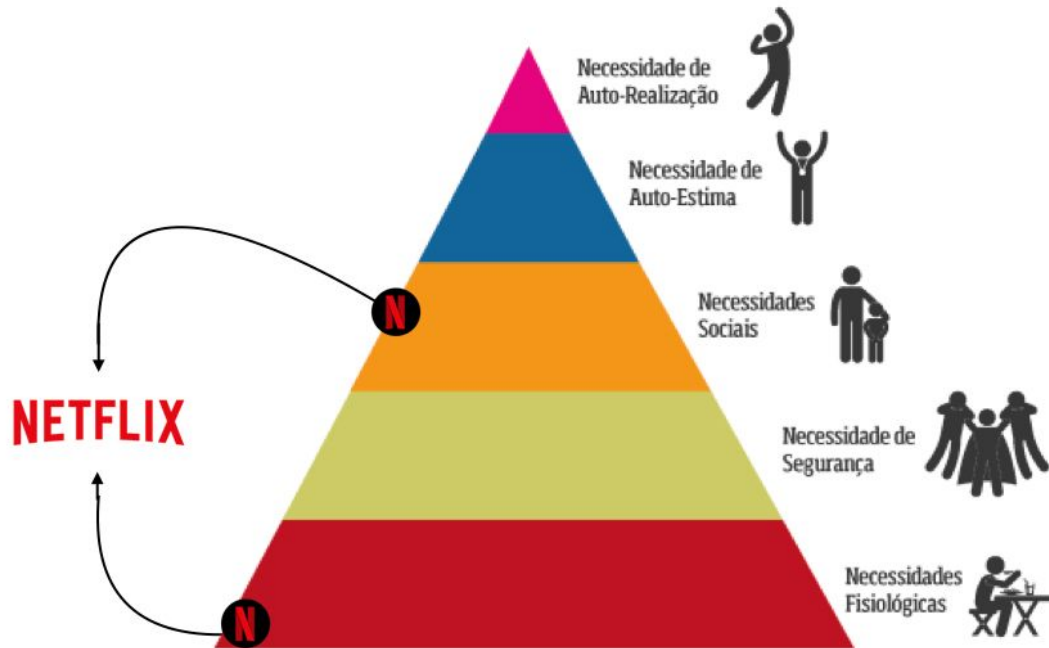 Necessidade de
Auto-Realização
Necessidade de
Auto-Estima
N
Necessidades
Sociais
NETFLIX
Necessidade de
Segurança
Necessidades
Fisiológicas
N